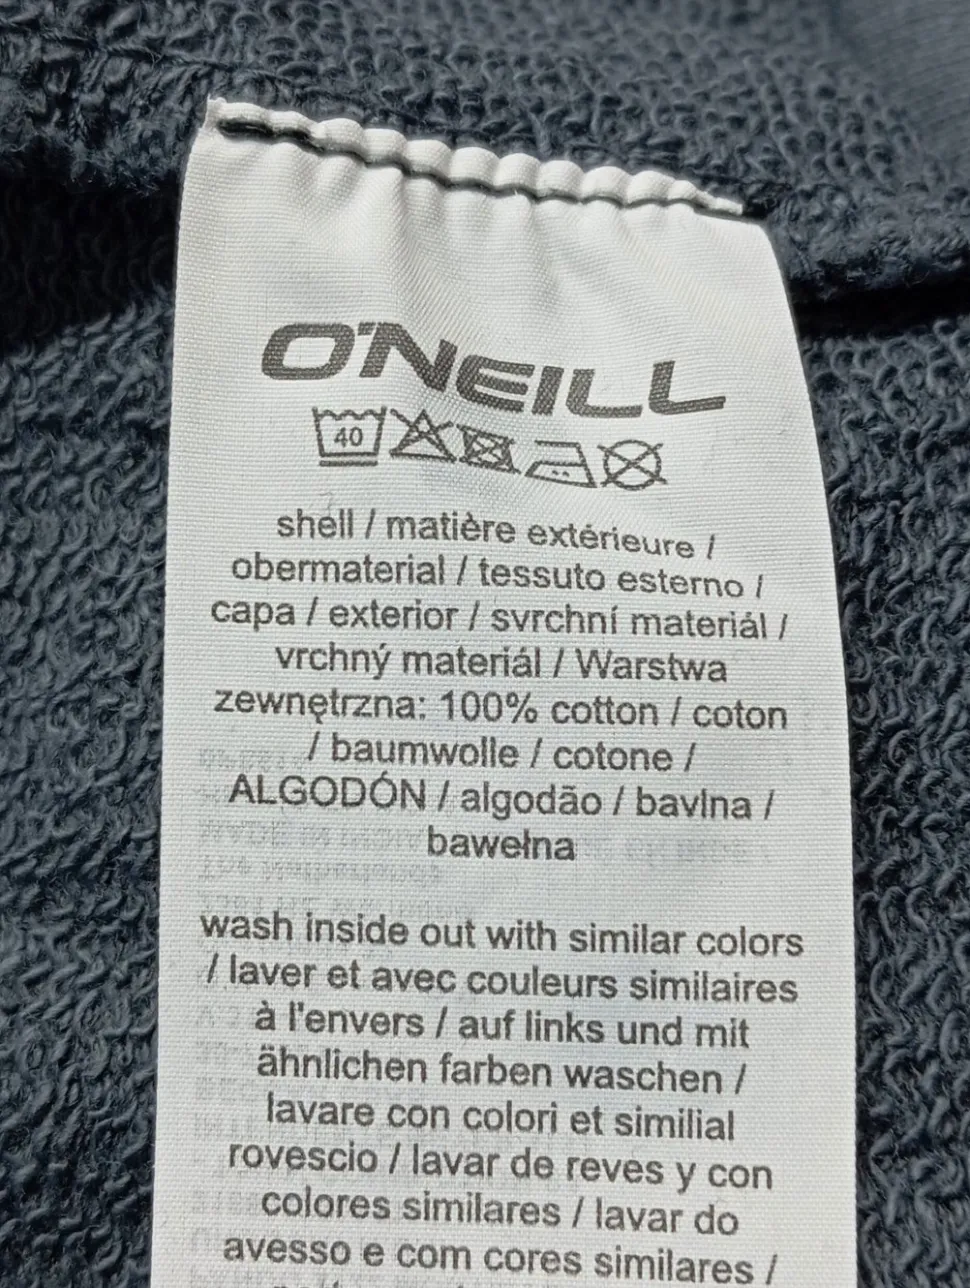 O'NEILL
40
shell / matière extérieure /
obermaterial / tessuto esterno /
capa / exterior / svrchní materiál /
vrchný materiál / Warstwa
zewnętrzna: 100% cotton / coton
/ baumwolle / cotone /
ALGODÓN / algodão / bavlna /
bawełna
wash inside out with similar colors
/ laver et avec couleurs similaires
à l'envers / auf links und mit
ähnlichen farben waschen /
lavare con colori et similial
rovescio / lavar de reves y con
colores similares / lavar do
avesso e com cores similares /